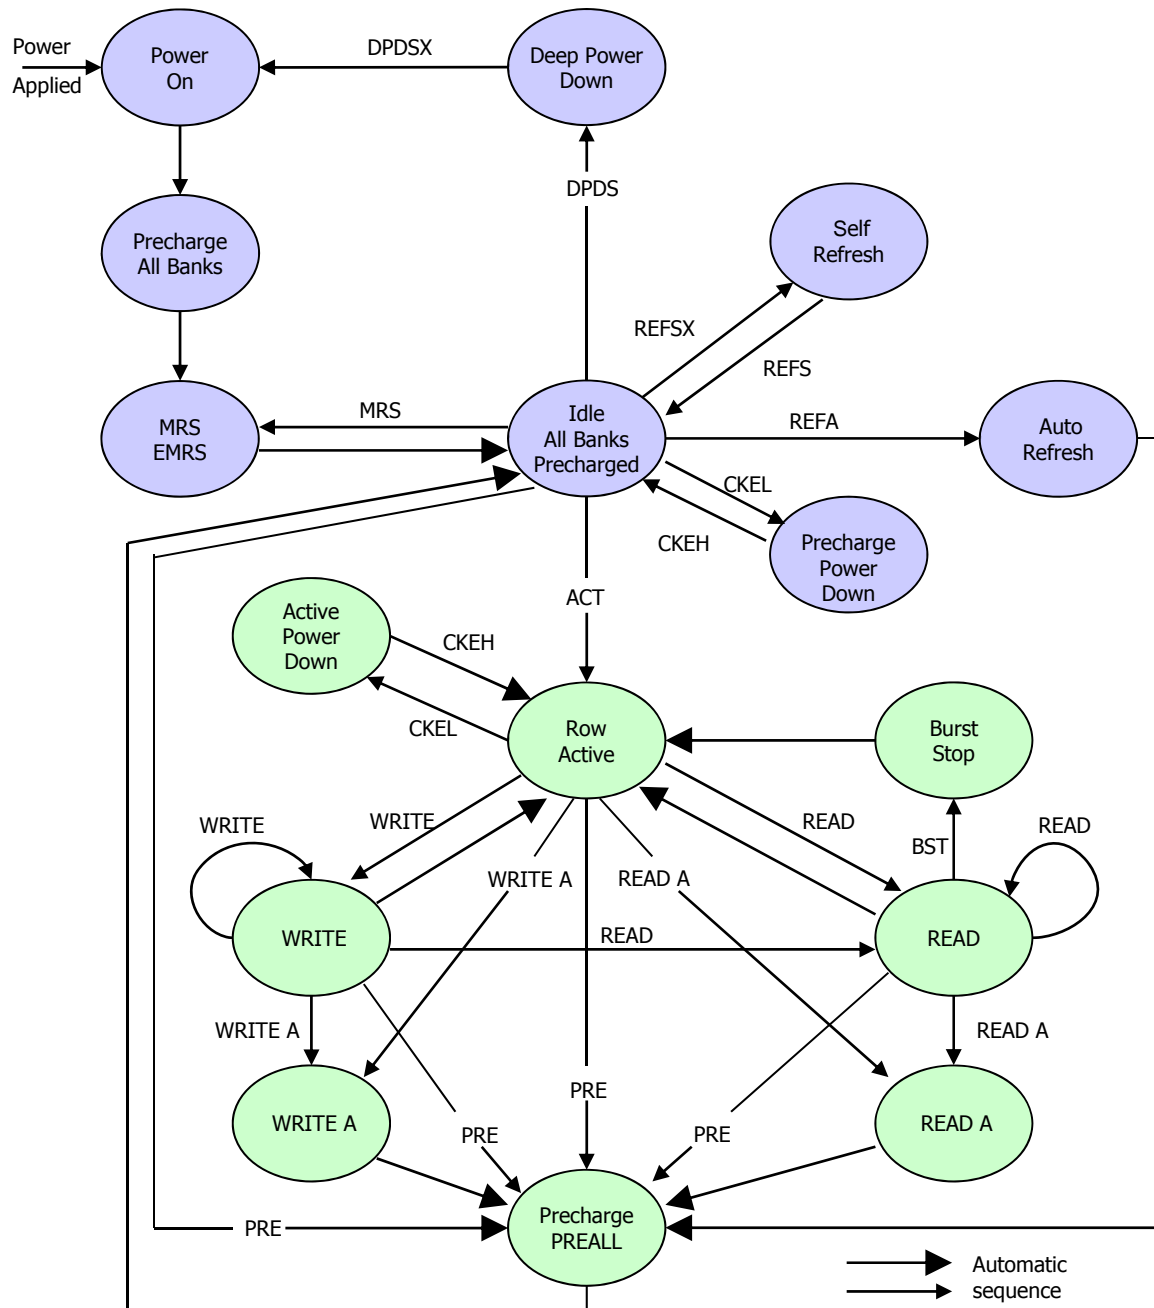 Power
Applied
Power
On
DPDSX
Deep Power
Down
DPDS
Precharge
All Banks
Self
Refresh
REFSX
REFS
MRS
EMRS
MRS
Idle
All Banks
Precharged
REFA
Auto
Refresh
CKEL
CKEH
Precharge
Power
Down
ACT
Active
Power
Down
CKEH
CKEL
Row
Active
Burst
Stop
WRITE
WRITE
READ
BST
READ
WRITE A
READ A
WRITE
READ
READ
WRITE A
READ A
WRITE A
PRE
READ A
PRE
PRE
Precharge
PREALL
PRE
Automatic
sequence